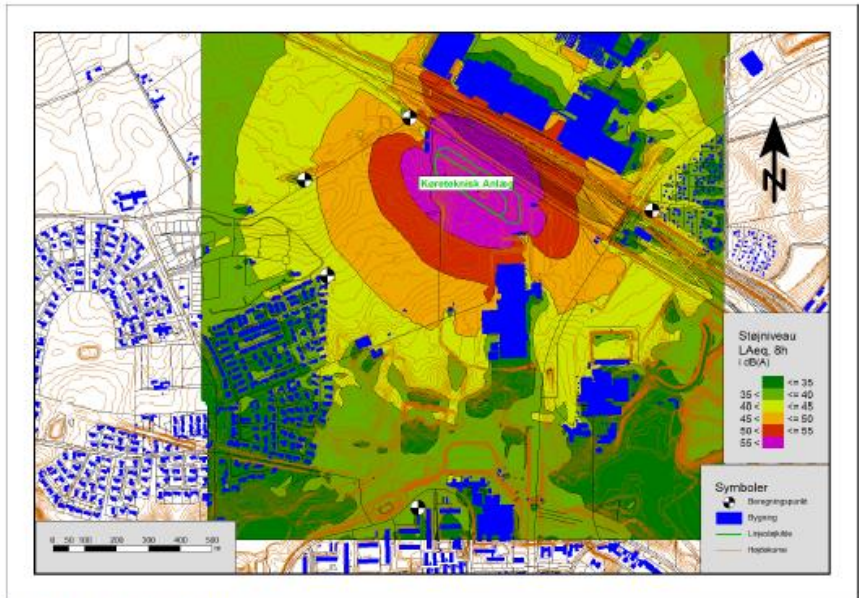 N
Køreteknisk Anlæg
Støjniveau
LAeq, 8h
i dB(A)
<= 35
35 < <= 40
40 < <= 45
45 < <= 50
50 < <= 55
55 <
Symboler
Beregningspunkt
Bygning
Linjestøjkilde
Højdekurve
0 50 100 200 300 400 500
m